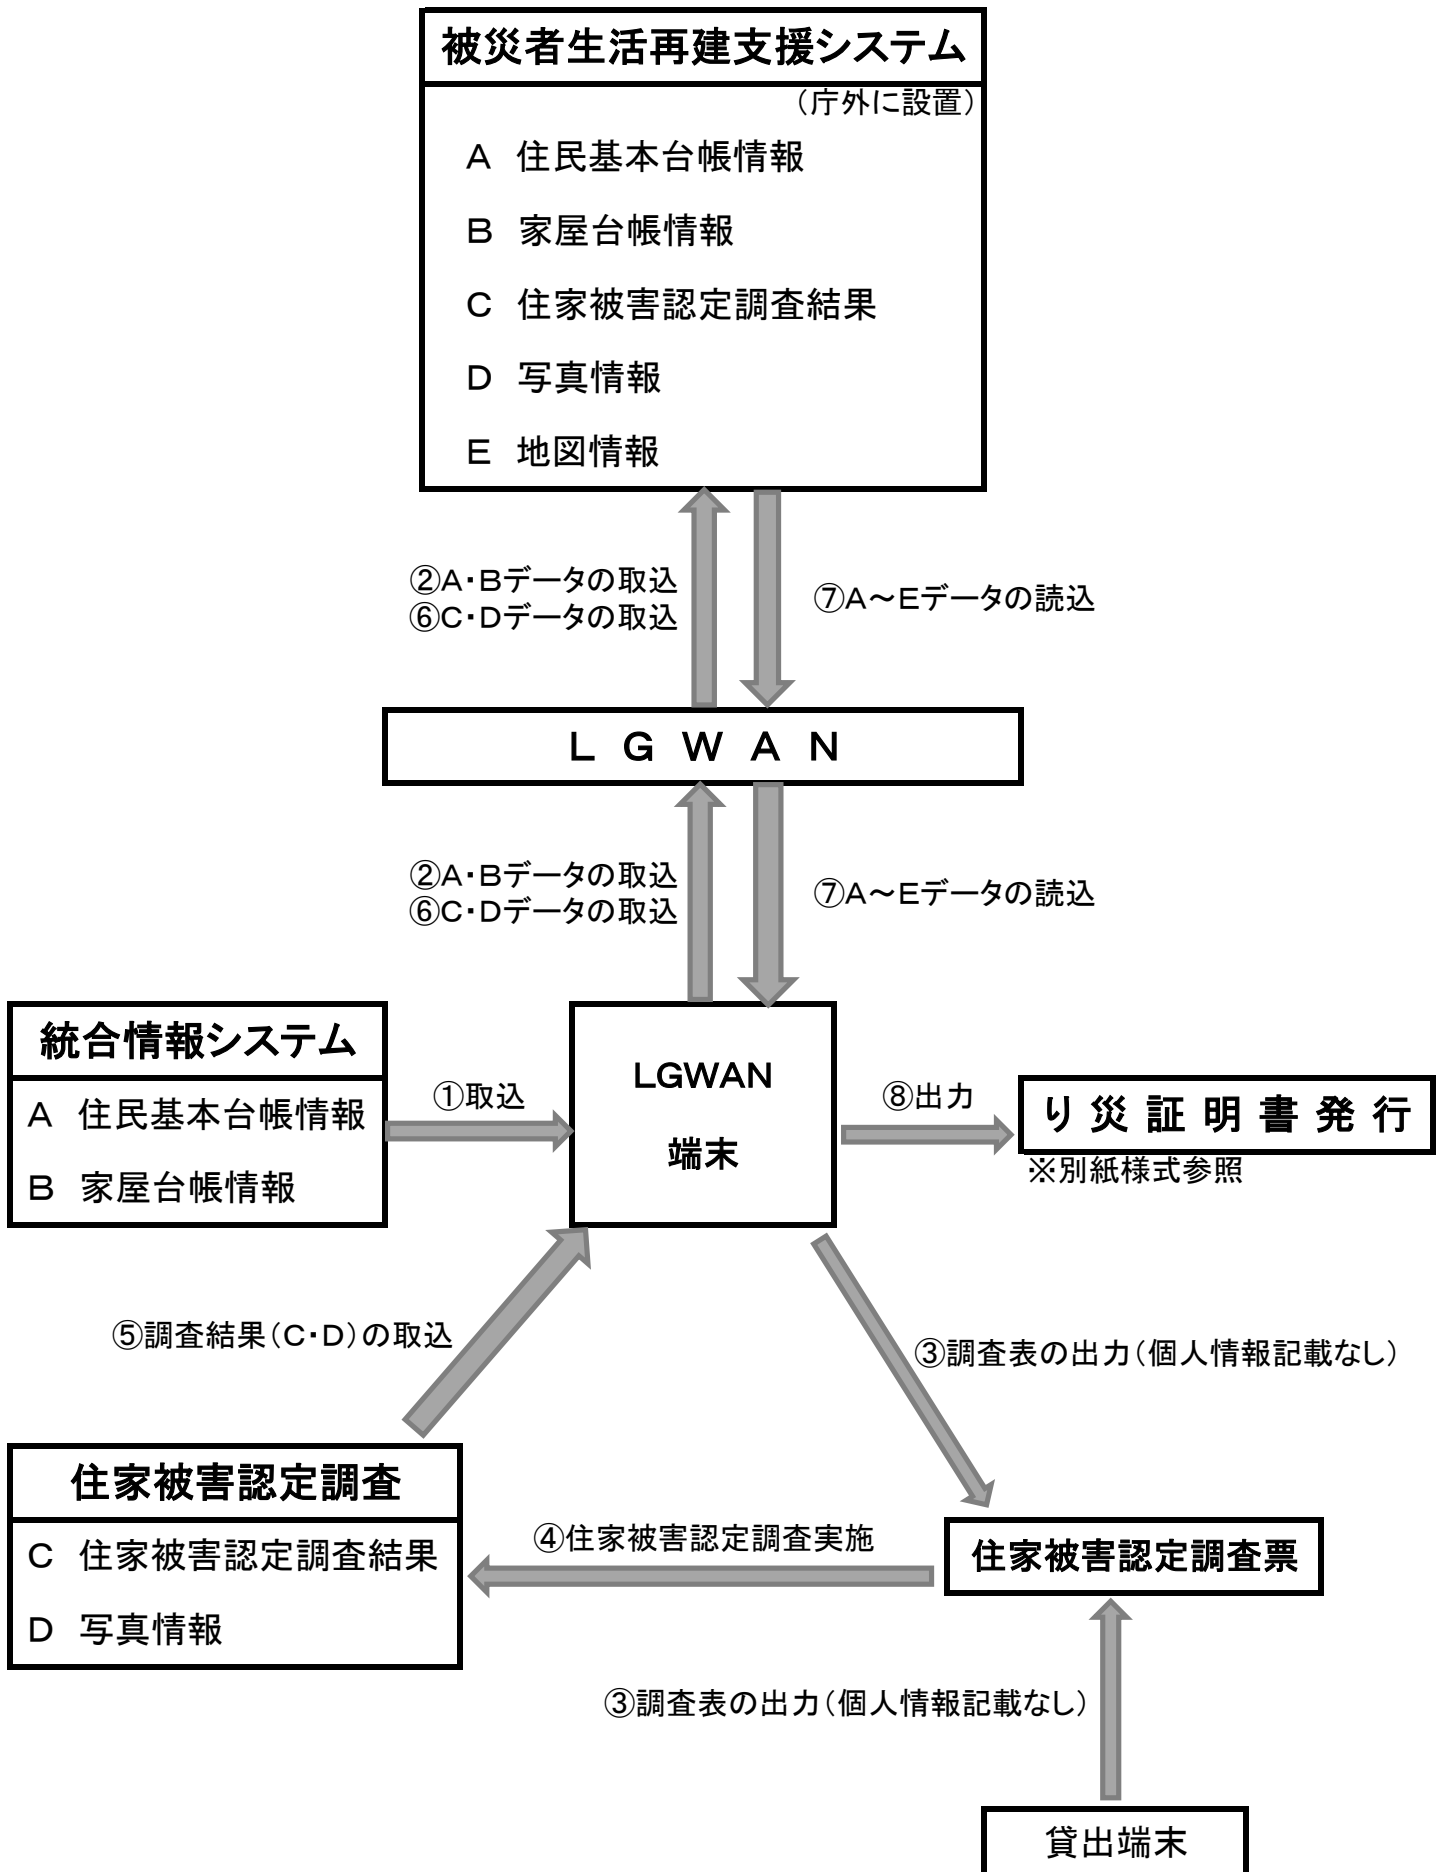 被災者生活再建支援システム
（庁外に設置）
Ａ　住民基本台帳情報
Ｂ　家屋台帳情報
Ｃ　住家被害認定調査結果
Ｄ　写真情報
Ｅ　地図情報
②Ａ・Ｂデータの取込
⑥Ｃ・Ｄデータの取込
⑦Ａ～Ｅデータの読込
ＬＧＷＡＮ
②Ａ・Ｂデータの取込
⑥Ｃ・Ｄデータの取込
⑦Ａ～Ｅデータの読込
統合情報システム
Ａ　住民基本台帳情報
Ｂ　家屋台帳情報
①取込
ＬＧＷＡＮ
端末
⑧出力
り災証明書発行
※別紙様式参照
⑤調査結果（Ｃ・Ｄ）の取込
③調査表の出力（個人情報記載なし）
住家被害認定調査
Ｃ　住家被害認定調査結果
Ｄ　写真情報
④住家被害認定調査実施
住家被害認定調査票
③調査表の出力（個人情報記載なし）
貸出端末